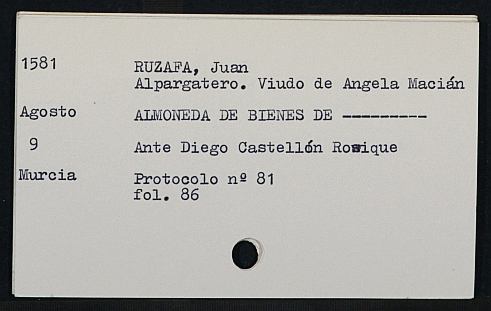 1581 RUZAFA, Juan
Alpargatero. Viudo de Angela Macián
Agosto ALMONEDA DE BIENES DE ---------
9 Ante Diego Castellón Rosique
Murcia Protocolo nº 81
fol. 86